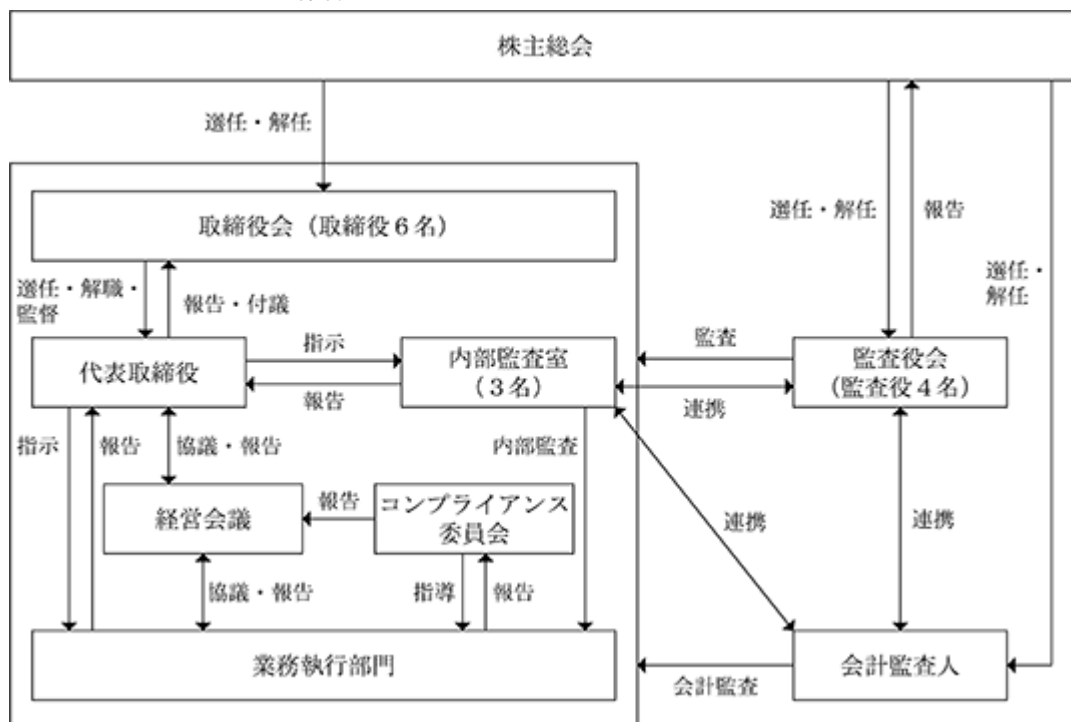 株主総会
選任・解任
取締役会（取締役６名）
選任・解任
報告
選任・
解任
選任・解職・
監督
報告・付議
代表取締役
指示
報告
内部監査室
（３名）
監査
連携
監査役会
（監査役４名）
指示
報告
協議・報告
内部監査
経営会議
報告
コンプライアンス
委員会
連携
連携
協議・報告
指導
報告
業務執行部門
会計監査
会計監査人